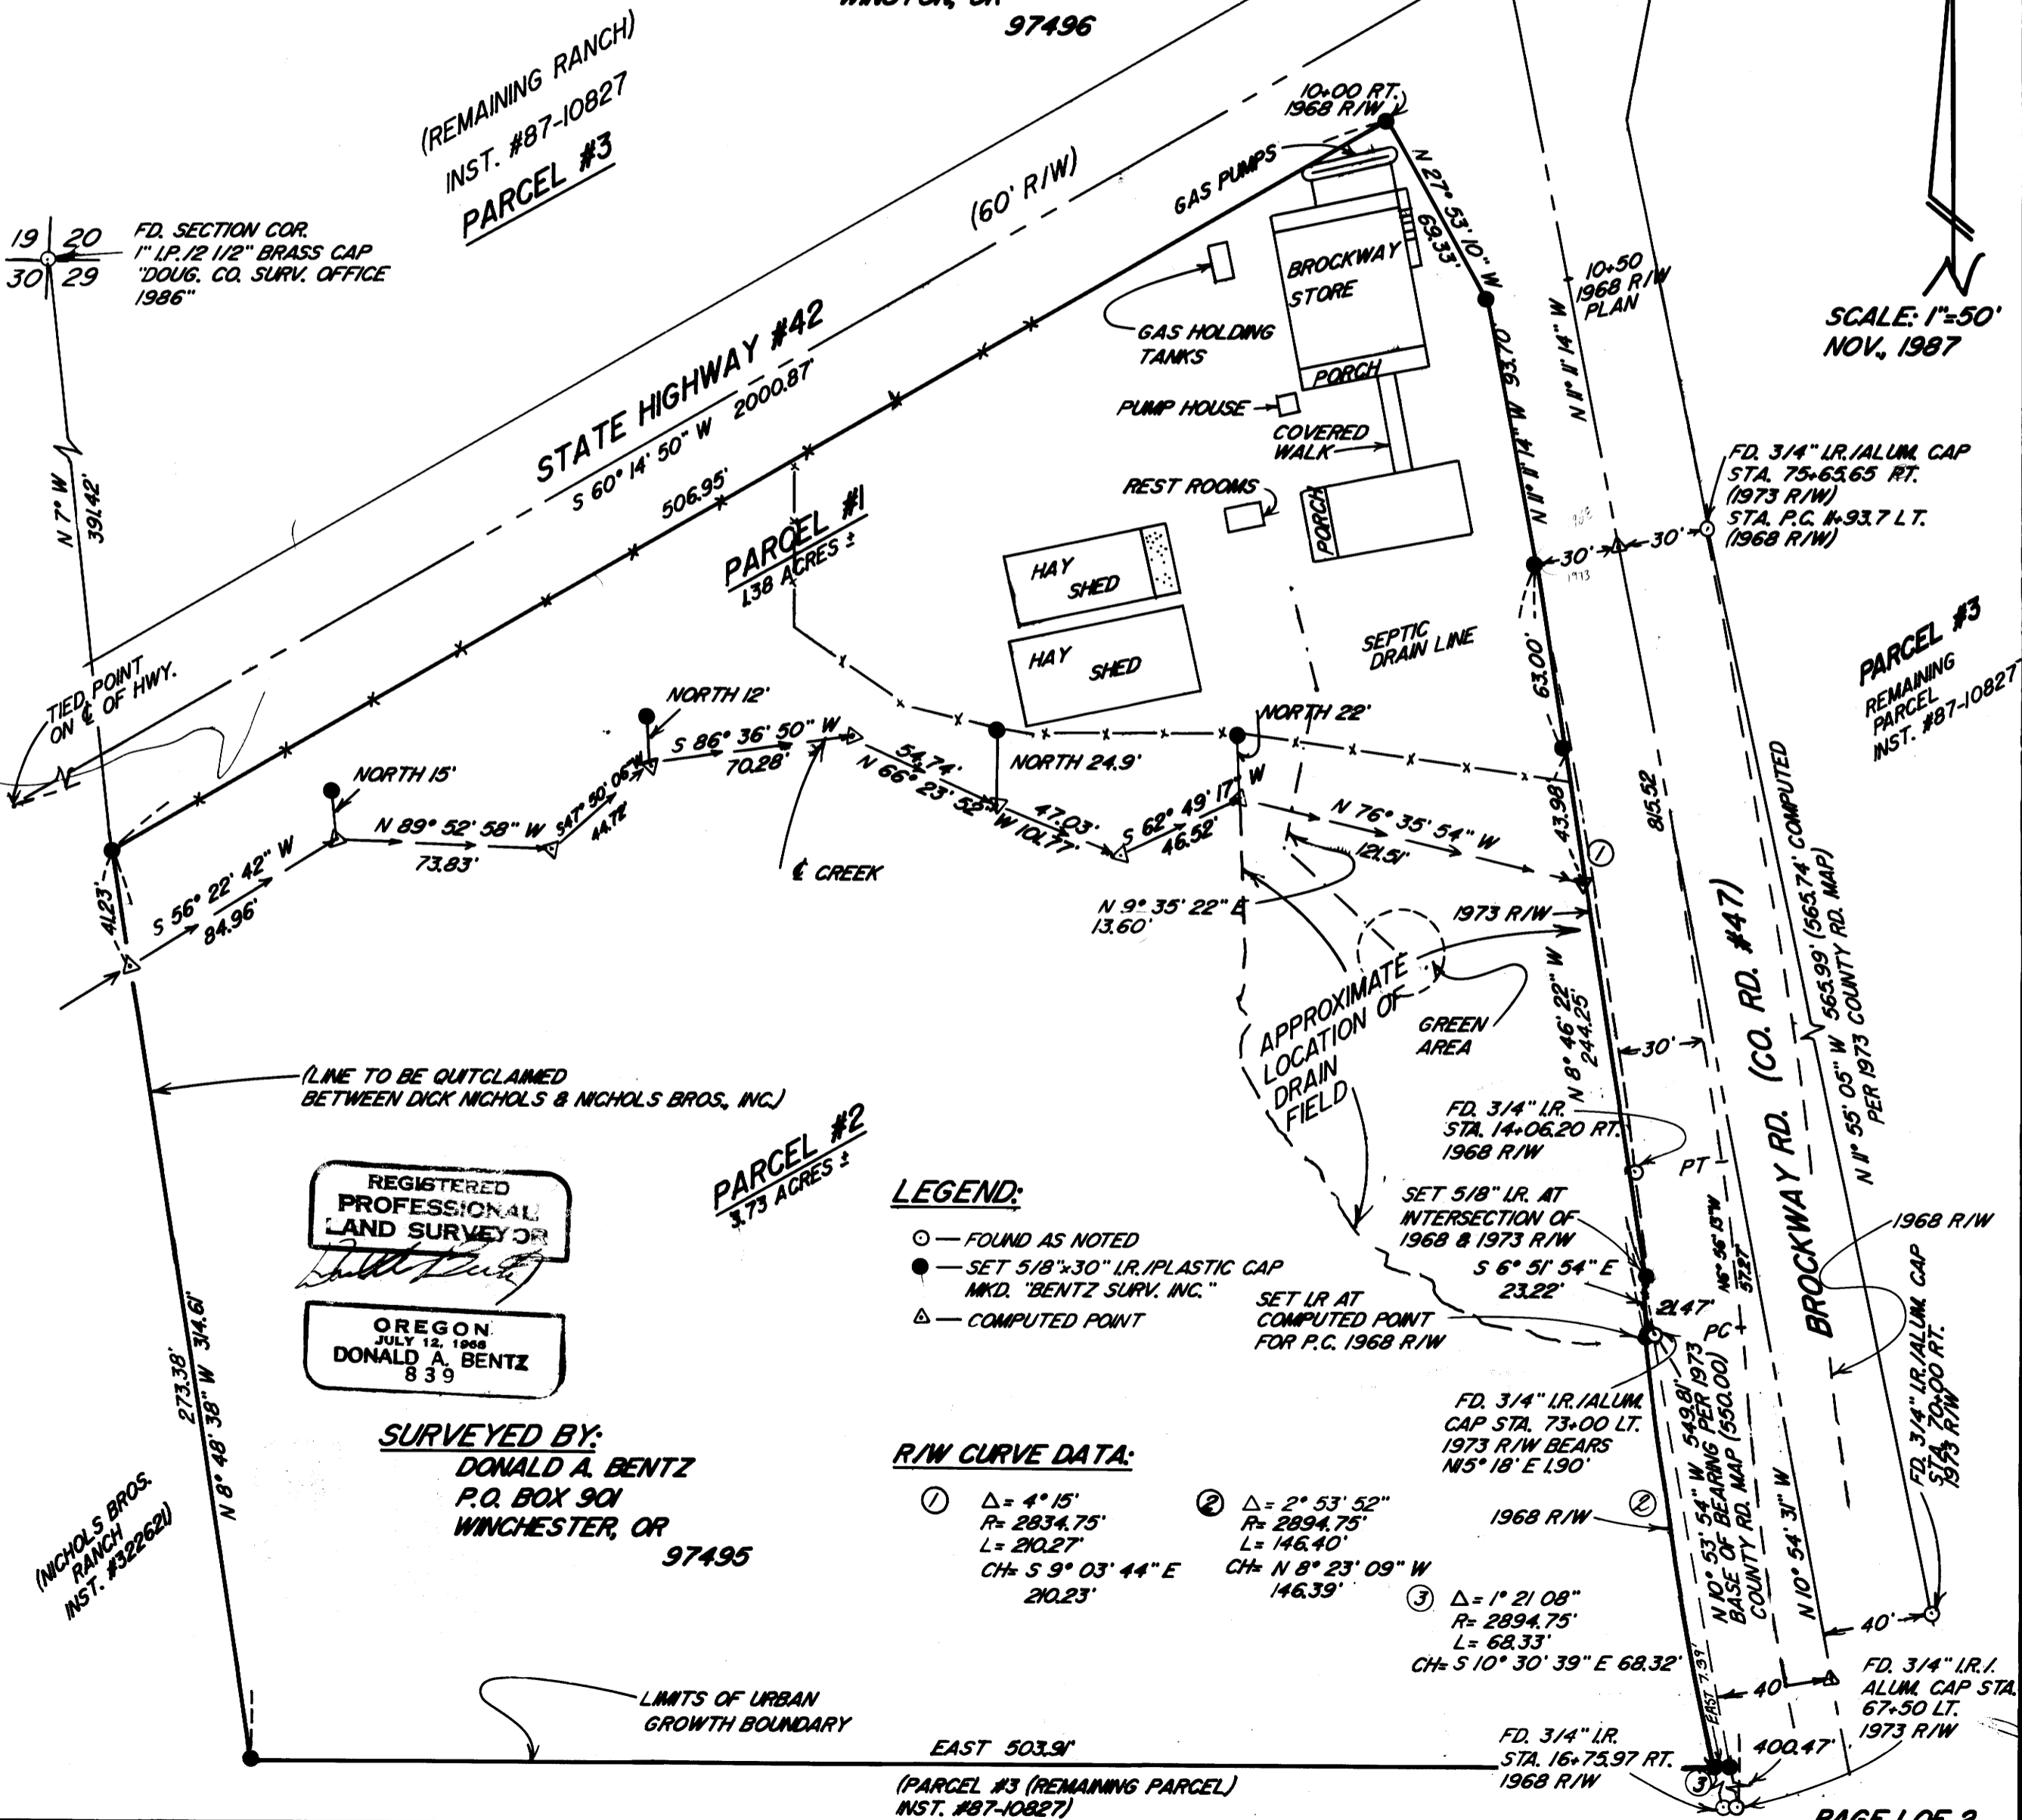 97496
(REMAINING RANCH)
INST. #87-10827
PARCEL #3
19 20
30 29
FD. SECTION COR.
1" I.P./2 1/2" BRASS CAP
"DOUG. CO. SURV. OFFICE
1986"
N 7° W
391.42'
TIED POINT
ON ℄ OF HWY.
STATE HIGHWAY #42
S 60° 14' 50" W 2000.87'
506.95'
(60' R/W)
10+00 RT.
1968 R/W
GAS PUMPS
N 27° 53' 10" W
69.33'
BROCKWAY
STORE
GAS HOLDING
TANKS
PORCH
PUMP HOUSE
COVERED
WALK
REST ROOMS
PORCH
N 11° 11' 14" W 93.70'
N 11° 11' 14" W
10+50
1968 R/W
PLAN
SCALE: 1"=50'
NOV., 1987
FD. 3/4" I.R./ALUM. CAP
STA. 75+65.65 RT.
(1973 R/W)
STA. P.C. 11+93.7 LT.
(1968 R/W)
30'
30'
1973
PARCEL #1
1.38 ACRES ±
HAY
SHED
HAY
SHED
SEPTIC
DRAIN LINE
63.00'
PARCEL #3
REMAINING
PARCEL
INST. #87-10827
NORTH 12'
NORTH 15'
NORTH 24.9'
NORTH 22'
S 86° 36' 50" W
70.28'
54.74'
N 66° 23' 52" W 101.77'
47.03'
S 62° 49' 17" W
46.52'
N 76° 35' 54" W
121.51'
43.98'
1
815.52
S 47° 50' 06" W
44.72'
N 89° 52' 58" W
73.83'
S 56° 22' 42" W
84.96'
41.23'
℄ CREEK
N 9° 35' 22" E
13.60'
1973 R/W
APPROXIMATE
LOCATION OF
DRAIN
FIELD
GREEN
AREA
N 8° 46' 22" W
244.25'
30'
BROCKWAY RD. (CO. RD. #47)
N 11° 55' 05" W 565.99' (565.74' COMPUTED
PER 1973 COUNTY RD. MAP)
(LINE TO BE QUITCLAIMED
BETWEEN DICK NICHOLS & NICHOLS BROS., INC.)
PARCEL #2
3.73 ACRES ±
FD. 3/4" I.R.
STA. 14+06.20 RT.
1968 R/W
PT
SET 5/8" I.R. AT
INTERSECTION OF
1968 & 1973 R/W
S 6° 51' 54" E
23.22'
N6° 56' 13"W
57.27'
21.47'
PC
1968 R/W
SET I.R AT
COMPUTED POINT
FOR P.C. 1968 R/W
LEGEND:
FOUND AS NOTED
SET 5/8"x30" I.R./PLASTIC CAP
MKD. "BENTZ SURV. INC."
COMPUTED POINT
REGISTERED
PROFESSIONAL
LAND SURVEYOR
OREGON
JULY 12, 1968
DONALD A. BENTZ
839
273.38'
N 8° 48' 38" W 314.61'
SURVEYED BY:
DONALD A. BENTZ
P.O. BOX 901
WINCHESTER, OR
97495
(NICHOLS BROS.
RANCH
INST. #322621)
R/W CURVE DATA:
1
Δ= 4° 15'
R= 2834.75'
L= 210.27'
CH= S 9° 03' 44" E
210.23'
2
Δ= 2° 53' 52"
R= 2894.75'
L= 146.40'
CH= N 8° 23' 09" W
146.39'
3
Δ= 1° 21 08"
R= 2894.75'
L= 68.33'
CH= S 10° 30' 39" E 68.32'
FD. 3/4" I.R./ALUM.
CAP STA. 73+00 LT.
1973 R/W BEARS
N15° 18' E 1.90'
1968 R/W
2
N 10° 53' 54" W 549.81'
BASE OF BEARING PER 1973
COUNTY RD. MAP (550.00)
N 10° 54' 31" W
FD. 3/4" I.R./ALUM. CAP
STA. 70+00 RT.
1973 R/W
40'
40'
EAST 7.39'
FD. 3/4" I.R./
ALUM. CAP STA.
67+50 LT.
1973 R/W
LIMITS OF URBAN
GROWTH BOUNDARY
EAST 503.91'
FD. 3/4" I.R.
STA. 16+75.97 RT.
1968 R/W
400.47'
3
(PARCEL #3 (REMAINING PARCEL)
INST. #87-10827)
PAGE 1 OF 2